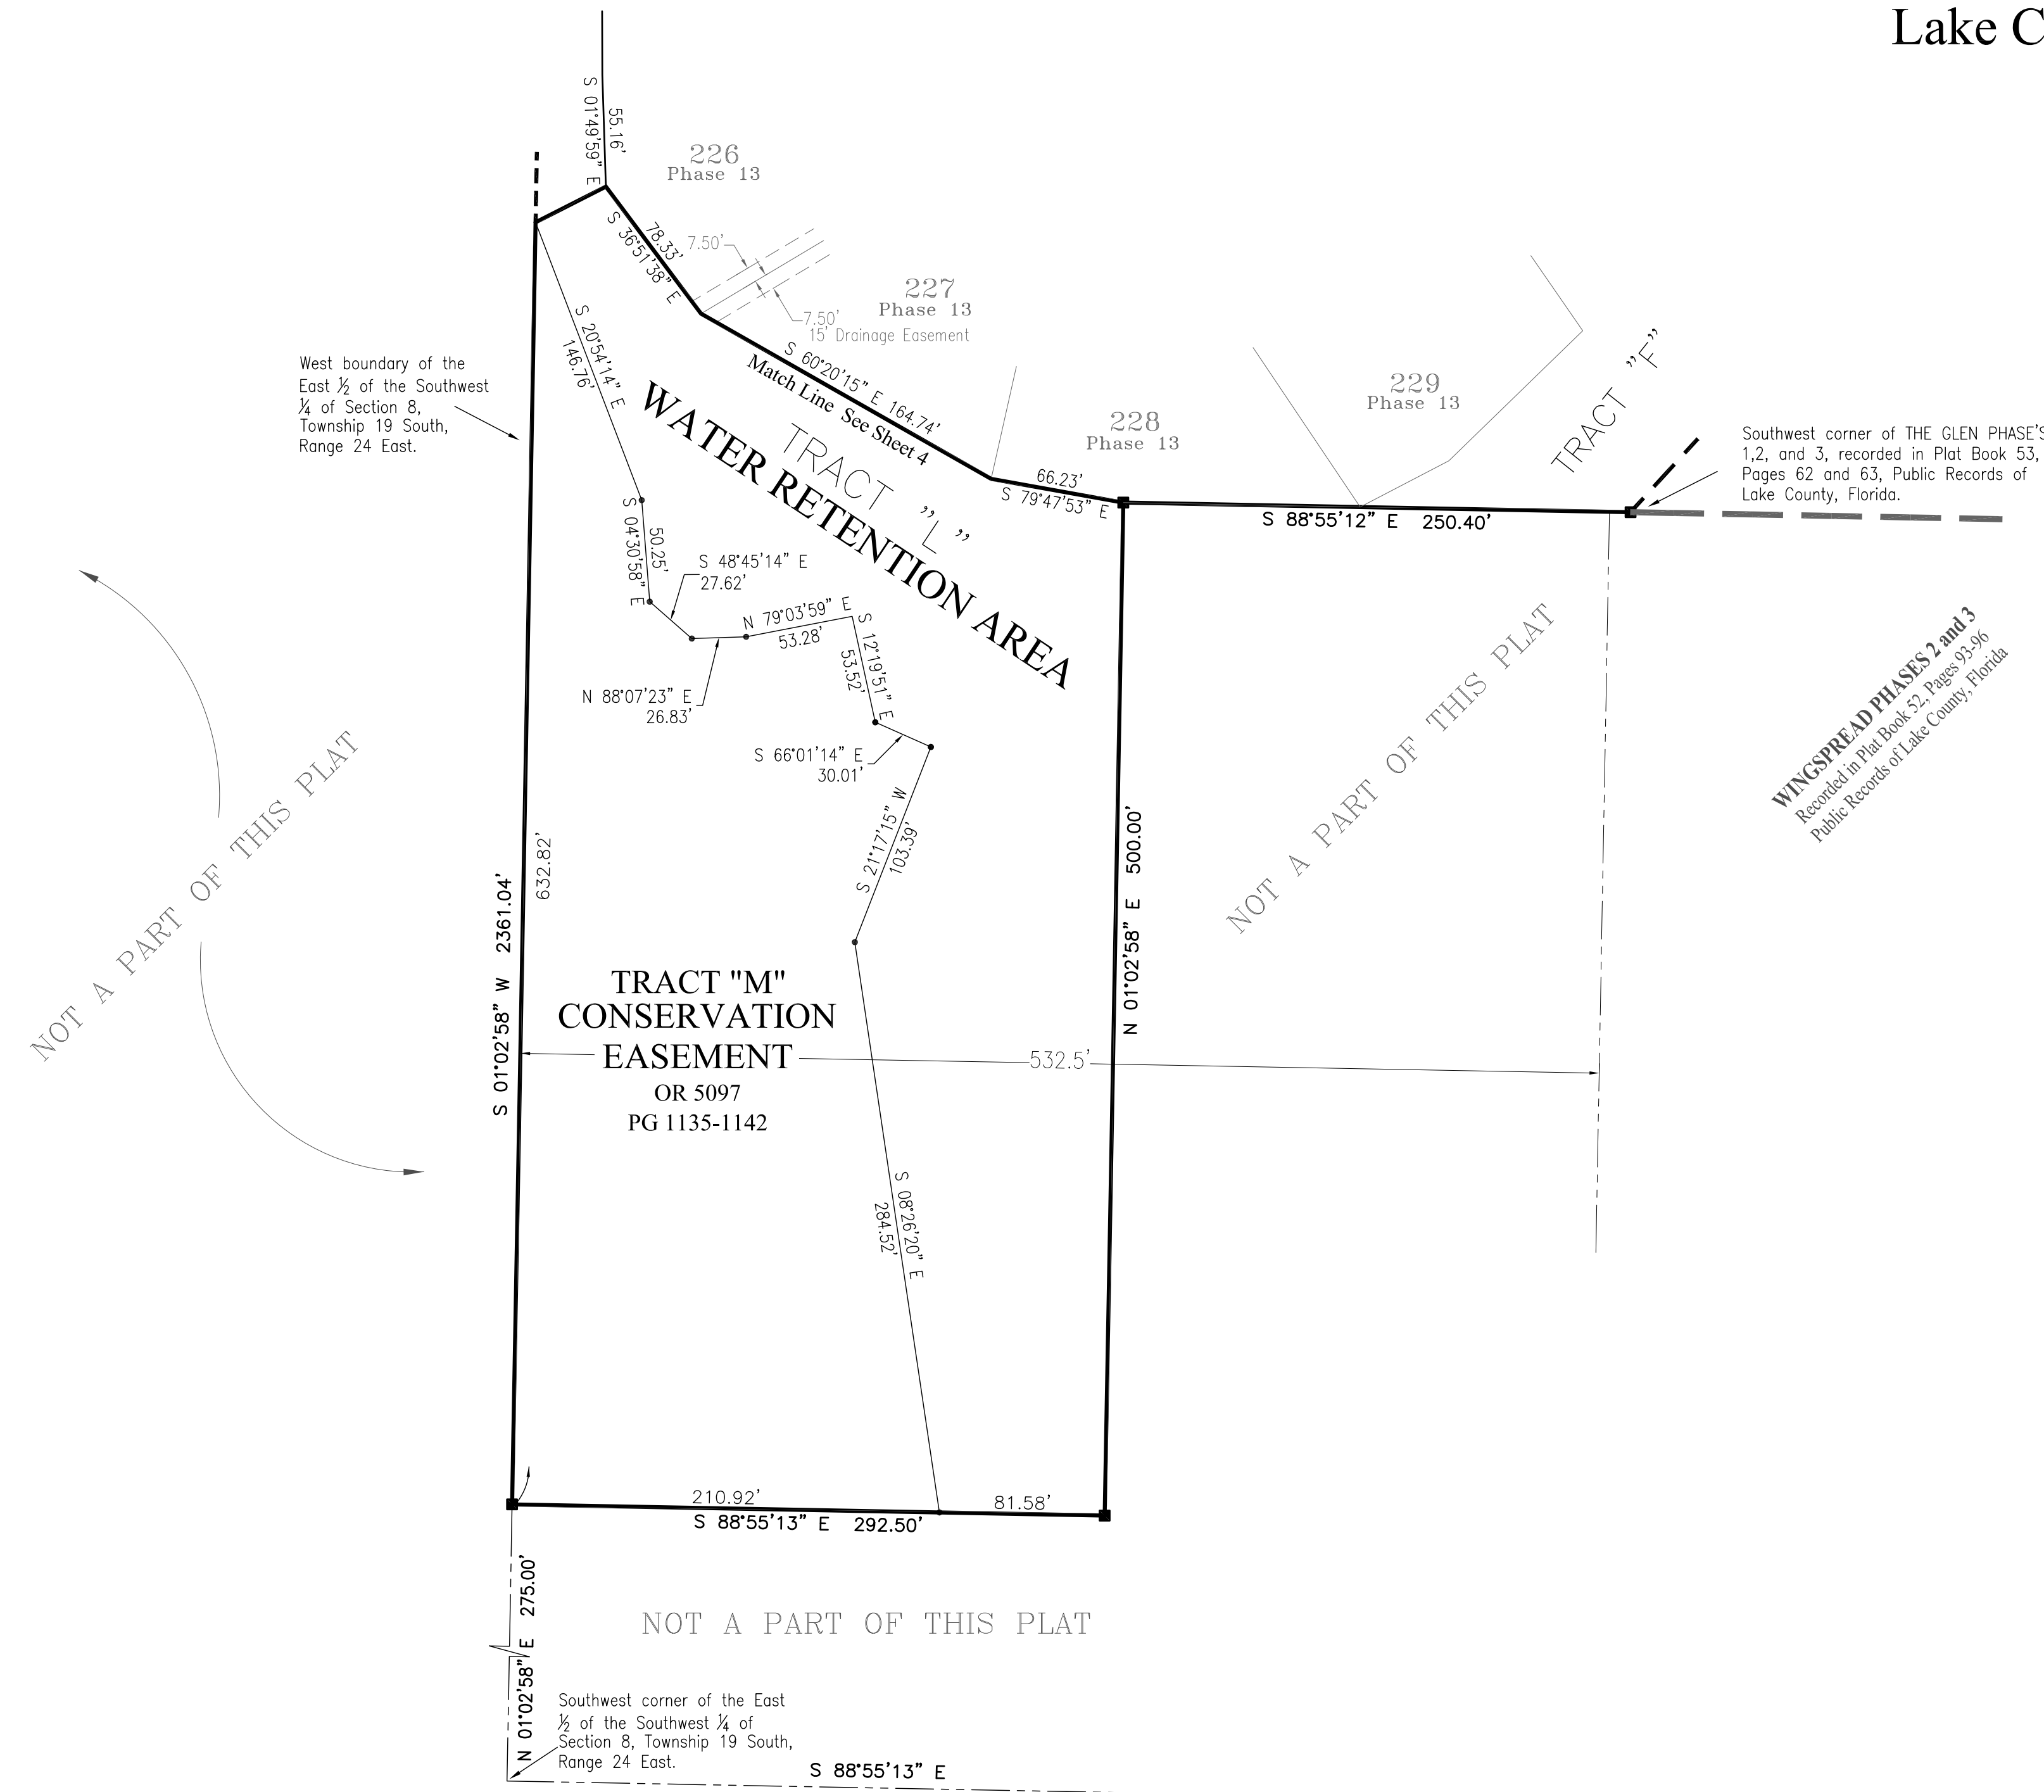 Lake C
S 01°49'59" E
55.16'
226
Phase 13
S 36°51'38" E
78.33'
7.50'
7.50'
15' Drainage Easement
227
Phase 13
S 60°20'15" E 164.74'
Match Line See Sheet 4
WATER RETENTION AREA
TRACT "L"
228
Phase 13
66.23'
S 79°47'53" E
229
Phase 13
TRACT "F"
S 88°55'12" E 250.40'
Southwest corner of THE GLEN PHASE'S
1,2, and 3, recorded in Plat Book 53,
Pages 62 and 63, Public Records of
Lake County, Florida.
West boundary of the
East ½ of the Southwest
¼ of Section 8,
Township 19 South,
Range 24 East.
S 20°54'14" E
146.76'
S 04°30'58" E
50.25'
S 48°45'14" E
27.62'
N 88°07'23" E
26.83'
N 79°03'59" E
53.28'
S 12°19'51" E
53.52'
S 66°01'14" E
30.01'
S 21°17'15" W
103.39'
WINGSPREAD PHASES 2 and 3
Recorded in Plat Book 52, Pages 93-96
Public Records of Lake County, Florida
NOT A PART OF THIS PLAT
NOT A PART OF THIS PLAT
S 01°02'58" W 2361.04'
632.82'
N 01°02'58" E 500.00'
TRACT "M"
CONSERVATION
EASEMENT
OR 5097
PG 1135-1142
532.5'
S 08°26'20" E
284.52'
210.92'
81.58'
S 88°55'13" E 292.50'
N 01°02'58" E 275.00'
NOT A PART OF THIS PLAT
Southwest corner of the East
½ of the Southwest ¼ of
Section 8, Township 19 South,
Range 24 East.
S 88°55'13" E